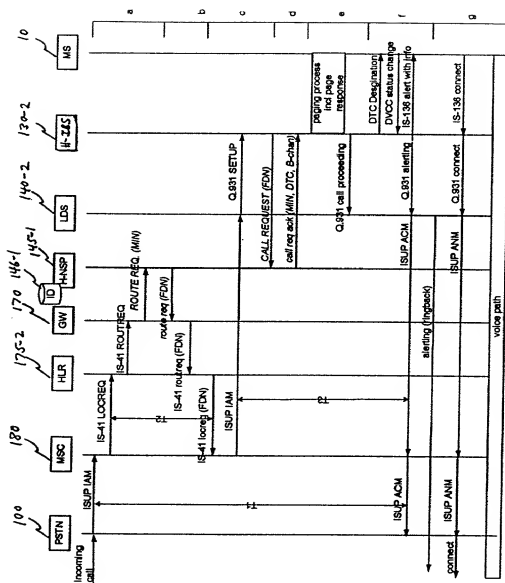 100
180
175-2
170
146-1
145-1
140-2
130-2
10
PSTN
MSC
HLR
GW
ID
H-NSP
LDS
H-IBS
MS
Incoming
call
ISUP IAM
IS-41 LOCREQ
IS-41 ROUTREQ
ROUTE REQ. (MIN)
a
route req (FDN)
IS-41 routreq (FDN)
IS-41 locreg (FDN)
T2
b
ISUP IAM
Q.931 SETUP
c
CALL REQUEST (FDN)
call req ack (MIN, DTC, B-chan)
d
paging process
incl page
response
Q.931 call proceeding
e
T1
T3
DTC Desgination
DVCC status change
IS-136 alert with info
Q.931 alerting
ISUP ACM
ISUP ACM
f
alerting (ringback)
IS-136 connect
Q.931 connect
ISUP ANM
ISUP ANM
connect
g
voice path